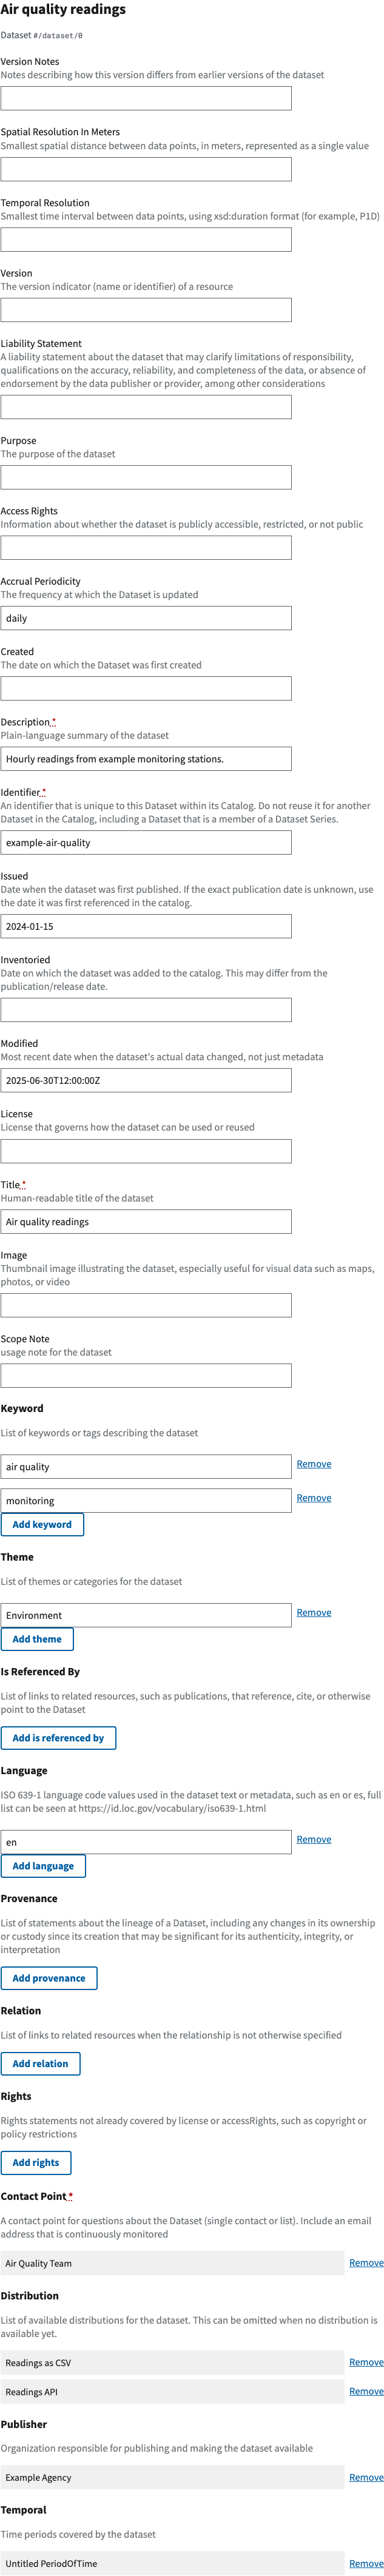 Air quality readings
Dataset #/dataset/0
Version Notes
Notes describing how this version differs from earlier versions of the dataset
Spatial Resolution In Meters
Smallest spatial distance between data points, in meters, represented as a single value
Temporal Resolution
Smallest time interval between data points, using xsd:duration format (for example, P1D)
Version
The version indicator (name or identifier) of a resource
Liability Statement
A liability statement about the dataset that may clarify limitations of responsibility,
qualifications on the accuracy, reliability, and completeness of the data, or absence of
endorsement by the data publisher or provider, among other considerations
Purpose
The purpose of the dataset
Access Rights
Information about whether the dataset is publicly accessible, restricted, or not public
Accrual Periodicity
The frequency at which the Dataset is updated
daily
Created
The date on which the Dataset was first created
Description *
Plain-language summary of the dataset
Hourly readings from example monitoring stations.
Identifier *
An identifier that is unique to this Dataset within its Catalog. Do not reuse it for another
Dataset in the Catalog, including a Dataset that is a member of a Dataset Series.
example-air-quality
Issued
Date when the dataset was first published. If the exact publication date is unknown, use
the date it was first referenced in the catalog.
2024-01-15
Inventoried
Date on which the dataset was added to the catalog. This may differ from the
publication/release date.
Modified
Most recent date when the dataset's actual data changed, not just metadata
2025-06-30T12:00:00Z
License
License that governs how the dataset can be used or reused
Title *
Human-readable title of the dataset
Air quality readings
Image
Thumbnail image illustrating the dataset, especially useful for visual data such as maps,
photos, or video
Scope Note
usage note for the dataset
Keyword
List of keywords or tags describing the dataset
air quality Remove
monitoring Remove
Add keyword
Theme
List of themes or categories for the dataset
Environment Remove
Add theme
Is Referenced By
List of links to related resources, such as publications, that reference, cite, or otherwise
point to the Dataset
Add is referenced by
Language
ISO 639-1 language code values used in the dataset text or metadata, such as en or es, full
list can be seen at https://id.loc.gov/vocabulary/iso639-1.html
en Remove
Add language
Provenance
List of statements about the lineage of a Dataset, including any changes in its ownership
or custody since its creation that may be significant for its authenticity, integrity, or
interpretation
Add provenance
Relation
List of links to related resources when the relationship is not otherwise specified
Add relation
Rights
Rights statements not already covered by license or accessRights, such as copyright or
policy restrictions
Add rights
Contact Point *
A contact point for questions about the Dataset (single contact or list). Include an email
address that is continuously monitored
Air Quality Team Remove
Distribution
List of available distributions for the dataset. This can be omitted when no distribution is
available yet.
Readings as CSV Remove
Readings API Remove
Publisher
Organization responsible for publishing and making the dataset available
Example Agency Remove
Temporal
Time periods covered by the dataset
Untitled PeriodOfTime Remove